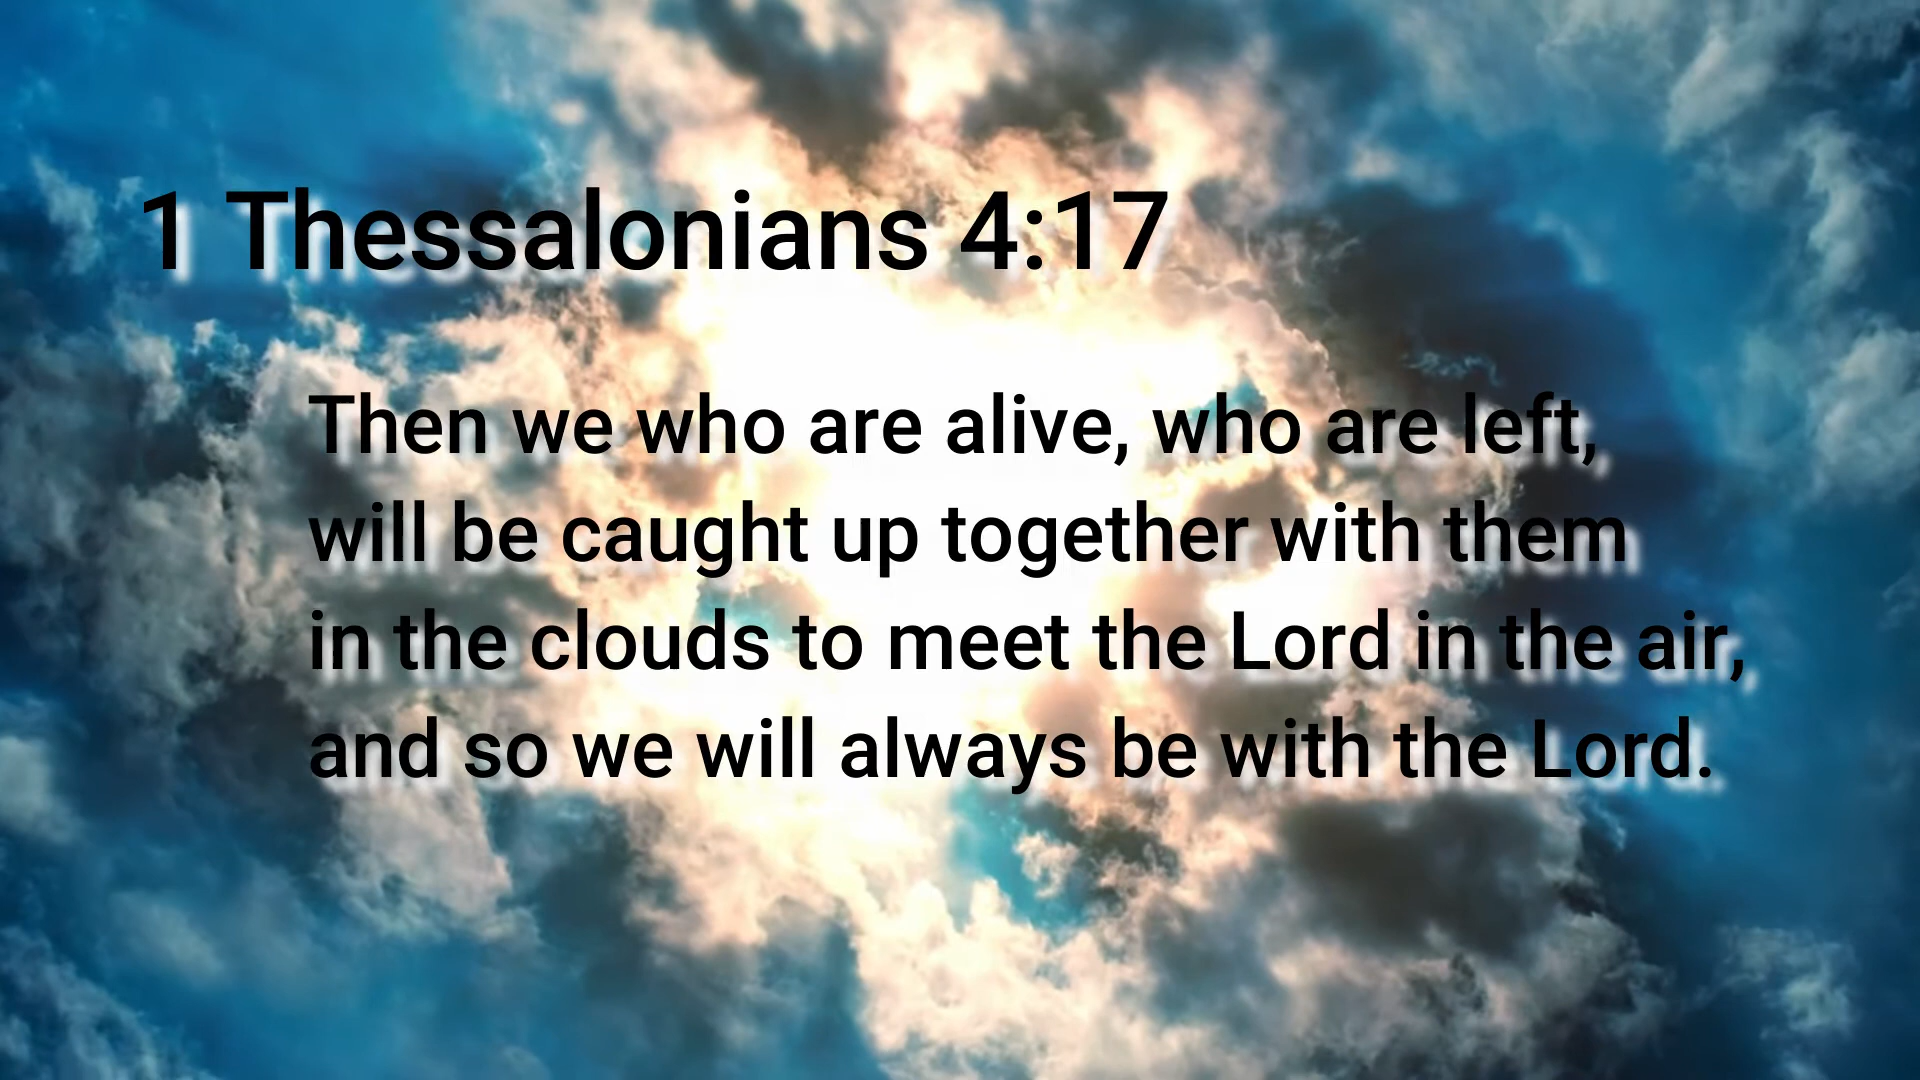 1 Thessalonians 4:17
Then we who are alive, who are left,
will be caught up together with them
in the clouds to meet the Lord in the air,
and so we will always be with the Lord.